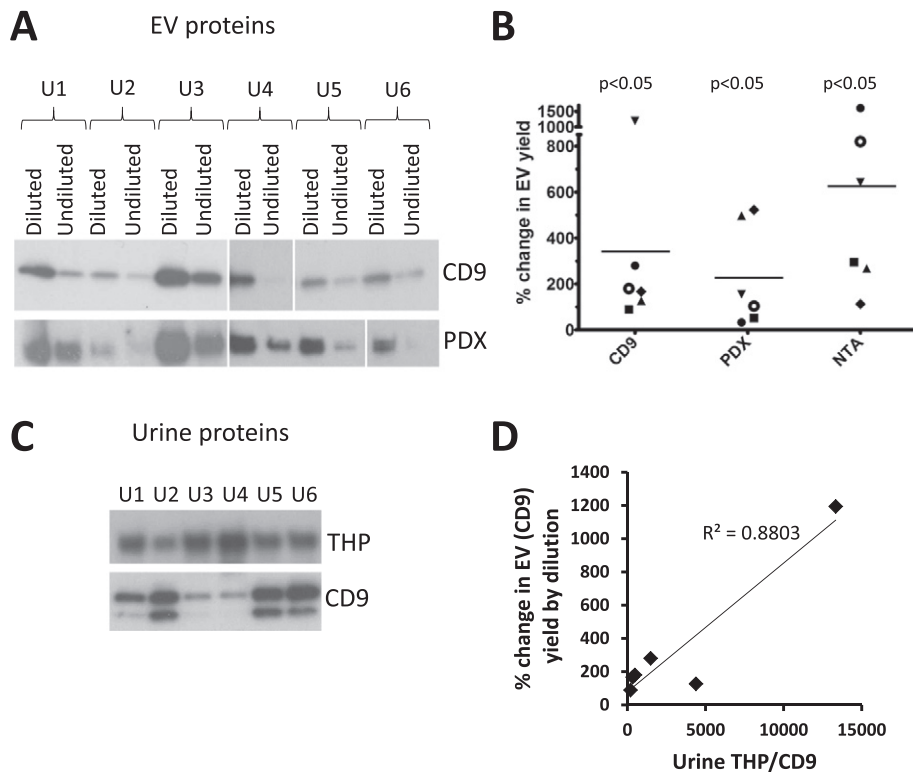 A
EV proteins
U1 U2 U3 U4 U5 U6
Diluted Undiluted Diluted Undiluted Diluted Undiluted Diluted Undiluted Diluted Undiluted Diluted Undiluted
CD9
PDX
B
p<0.05 p<0.05 p<0.05
% change in EV yield
1500
1000
800
600
400
200
0
CD9 PDX NTA
C
Urine proteins
U1 U2 U3 U4 U5 U6
THP
CD9
D
% change in EV (CD9)
yield by dilution
1400
1200
1000
800
600
400
200
0
R² = 0.8803
0 5000 10000 15000
Urine THP/CD9